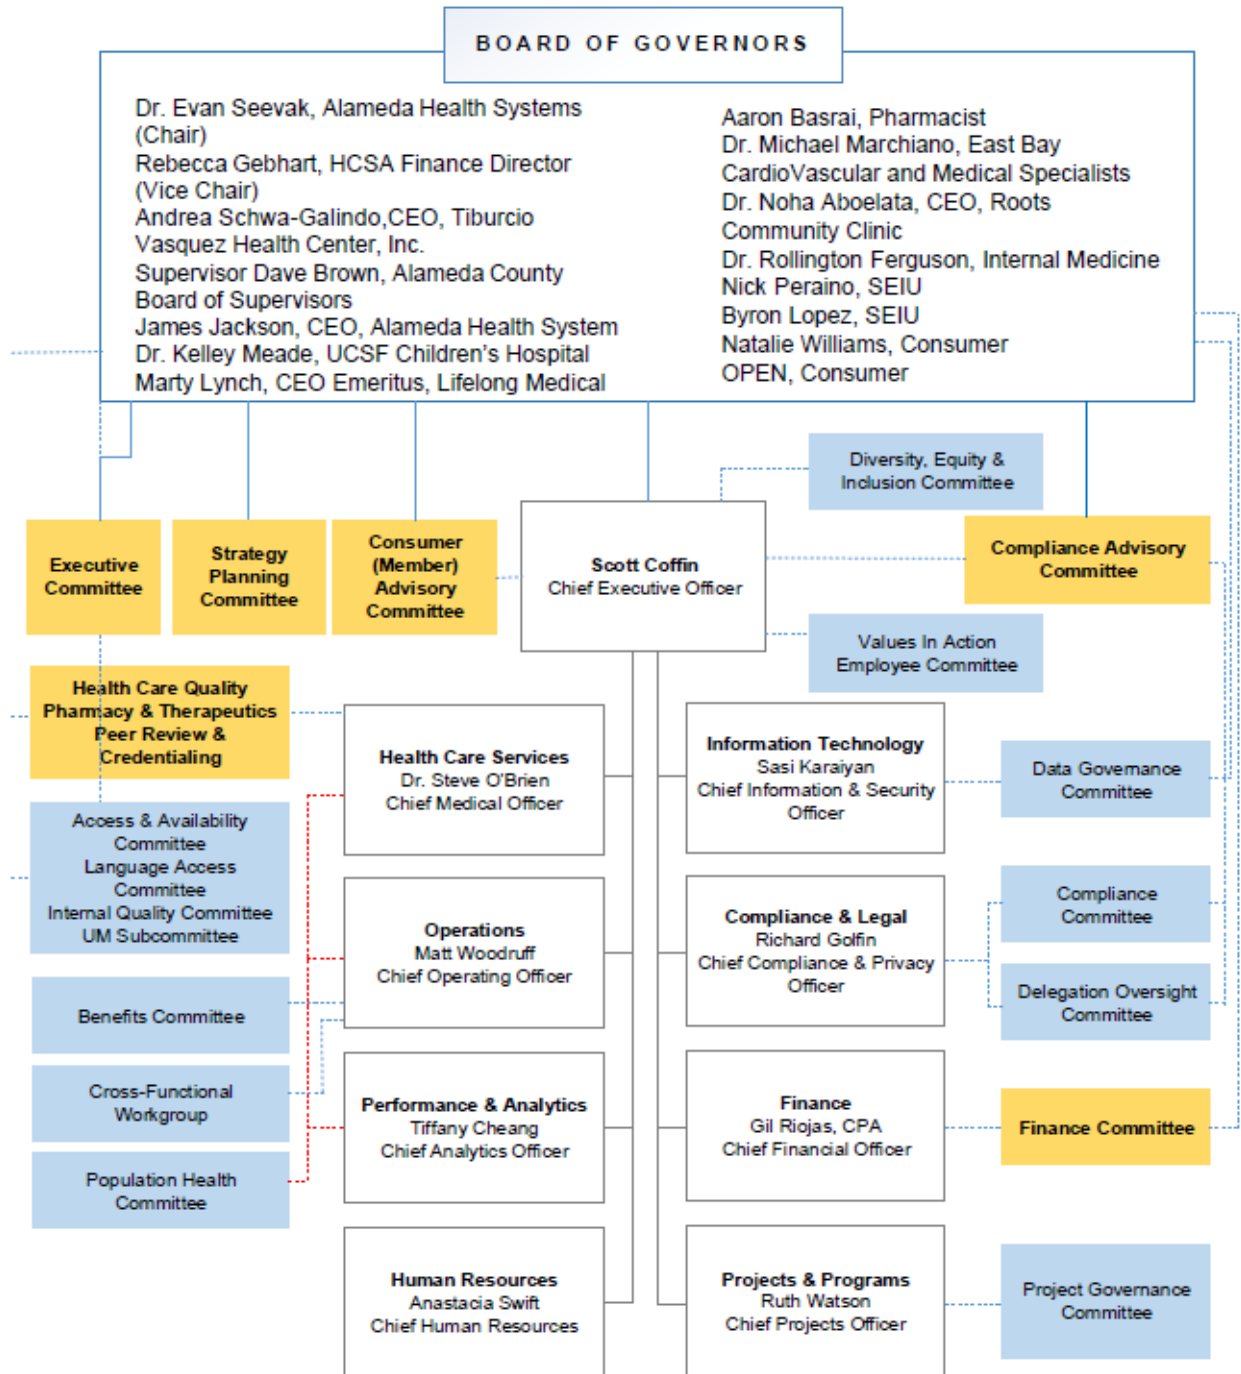 BOARD OF GOVERNORS
Dr. Evan Seevak, Alameda Health Systems
(Chair)
Rebecca Gebhart, HCSA Finance Director
(Vice Chair)
Andrea Schwa-Galindo,CEO, Tiburcio
Vasquez Health Center, Inc.
Supervisor Dave Brown, Alameda County
Board of Supervisors
James Jackson, CEO, Alameda Health System
Dr. Kelley Meade, UCSF Children's Hospital
Marty Lynch, CEO Emeritus, Lifelong Medical
Aaron Basrai, Pharmacist
Dr. Michael Marchiano, East Bay
CardioVascular and Medical Specialists
Dr. Noha Aboelata, CEO, Roots
Community Clinic
Dr. Rollington Ferguson, Internal Medicine
Nick Peraino, SEIU
Byron Lopez, SEIU
Natalie Williams, Consumer
OPEN, Consumer
Diversity, Equity &
Inclusion Committee
Executive
Committee
Strategy
Planning
Committee
Consumer
(Member)
Advisory
Committee
Scott Coffin
Chief Executive Officer
Compliance Advisory
Committee
Values In Action
Employee Committee
Health Care Quality
Pharmacy & Therapeutics
Peer Review &
Credentialing
Health Care Services
Dr. Steve O'Brien
Chief Medical Officer
Information Technology
Sasi Karaiyan
Chief Information & Security
Officer
Data Governance
Committee
Access & Availability
Committee
Language Access
Committee
Internal Quality Committee
UM Subcommittee
Operations
Matt Woodruff
Chief Operating Officer
Compliance & Legal
Richard Golfin
Chief Compliance & Privacy
Officer
Compliance
Committee
Delegation Oversight
Committee
Benefits Committee
Cross-Functional
Workgroup
Performance & Analytics
Tiffany Cheang
Chief Analytics Officer
Finance
Gil Riojas, CPA
Chief Financial Officer
Finance Committee
Population Health
Committee
Human Resources
Anastacia Swift
Chief Human Resources
Projects & Programs
Ruth Watson
Chief Projects Officer
Project Governance
Committee